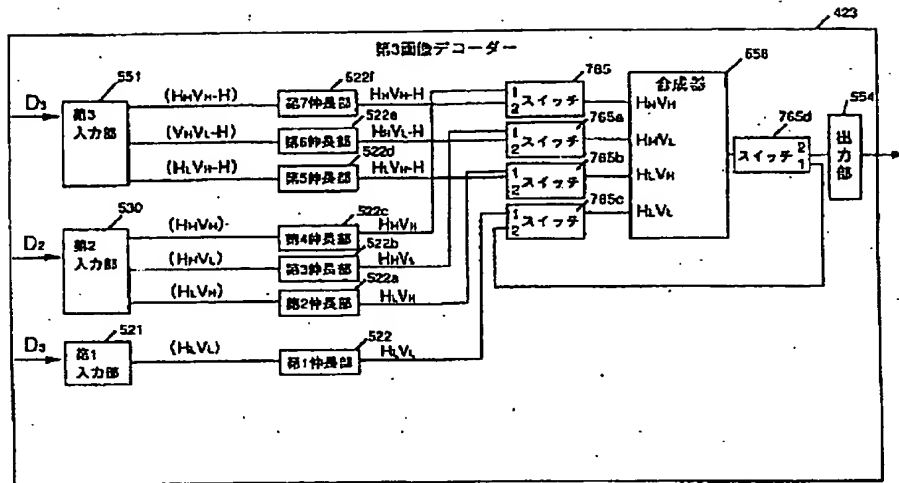 423
第3画像デコーダー
551
D3
第3
入力部
(HHVH-H)
522f
第7伸長部
HHVH-H
(VHVL-H)
522e
第6伸長部
HHVL-H
(HLVH-H)
522d
第5伸長部
HLVH-H
530
D2
第2
入力部
(HHVH)
522c
第4伸長部
HHVH
(HHVL)
522b
第3伸長部
(HLVH)
522a
第2伸長部
HLVH
521
D3
第1
入力部
(HLVL)
522
第1伸長部
HLVL
765
1
2
スイッチ
765a
1
2
スイッチ
765b
1
2
スイッチ
765c
1
2
スイッチ
558
合成器
HHVH
HHVL
HLVH
HLVL
765d
スイッチ
2
1
554
出力部